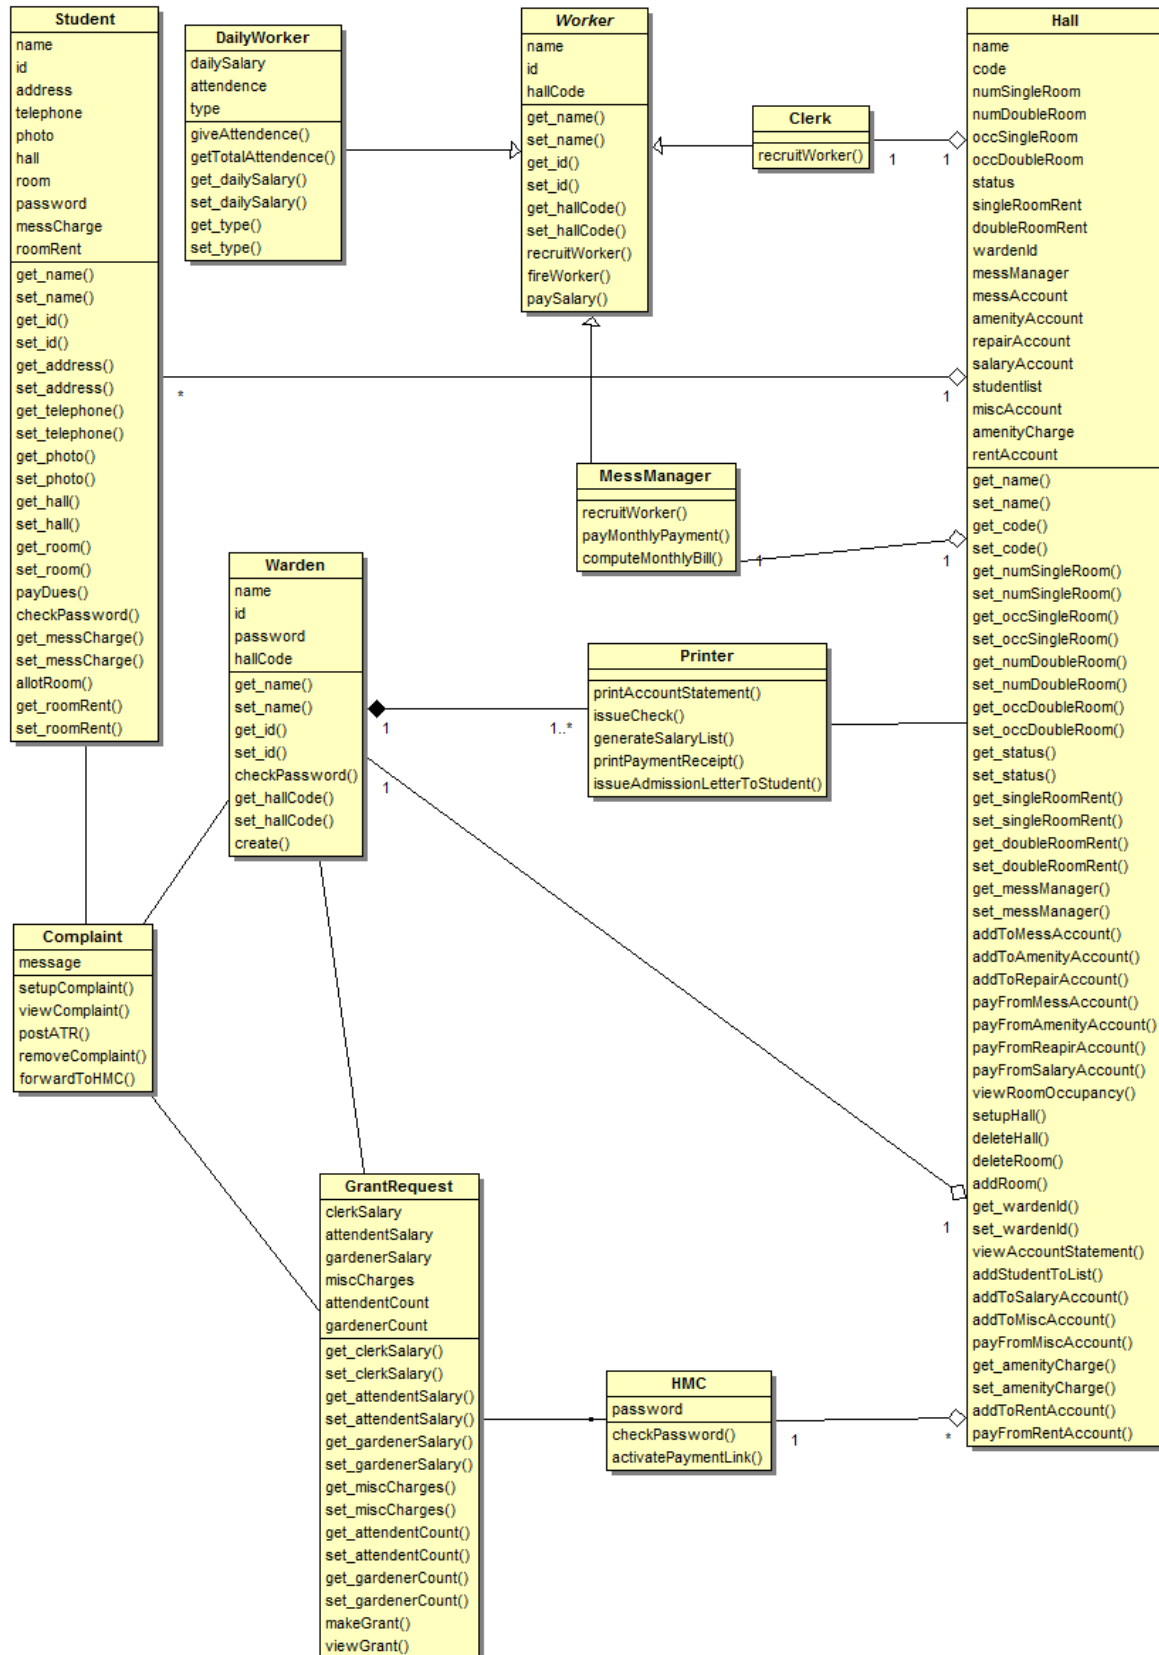 Student
name
id
address
telephone
photo
hall
room
password
messCharge
roomRent
get_name()
set_name()
get_id()
set_id()
get_address()
set_address()
get_telephone()
set_telephone()
get_photo()
set_photo()
get_hall()
set_hall()
get_room()
set_room()
payDues()
checkPassword()
get_messCharge()
set_messCharge()
allotRoom()
get_roomRent()
set_roomRent()
DailyWorker
dailySalary
attendence
type
giveAttendence()
getTotalAttendence()
get_dailySalary()
set_dailySalary()
get_type()
set_type()
Worker
name
id
hallCode
get_name()
set_name()
get_id()
set_id()
get_hallCode()
set_hallCode()
recruitWorker()
fireWorker()
paySalary()
Clerk
recruitWorker()
1
1
Hall
name
code
numSingleRoom
numDoubleRoom
occSingleRoom
occDoubleRoom
status
singleRoomRent
doubleRoomRent
wardenId
messManager
messAccount
amenityAccount
repairAccount
salaryAccount
studentlist
miscAccount
amenityCharge
rentAccount
get_name()
set_name()
get_code()
set_code()
get_numSingleRoom()
set_numSingleRoom()
get_occSingleRoom()
set_occSingleRoom()
get_numDoubleRoom()
set_numDoubleRoom()
get_occDoubleRoom()
set_occDoubleRoom()
get_status()
set_status()
get_singleRoomRent()
set_singleRoomRent()
get_doubleRoomRent()
set_doubleRoomRent()
get_messManager()
set_messManager()
addToMessAccount()
addToAmenityAccount()
addToRepairAccount()
payFromMessAccount()
payFromAmenityAccount()
payFromReapirAccount()
payFromSalaryAccount()
viewRoomOccupancy()
setupHall()
deleteHall()
deleteRoom()
addRoom()
get_wardenId()
set_wardenId()
viewAccountStatement()
addStudentToList()
addToSalaryAccount()
addToMiscAccount()
payFromMiscAccount()
get_amenityCharge()
set_amenityCharge()
addToRentAccount()
payFromRentAccount()
*
1
MessManager
recruitWorker()
payMonthlyPayment()
computeMonthlyBill()
1
1
Warden
name
id
password
hallCode
get_name()
set_name()
get_id()
set_id()
checkPassword()
get_hallCode()
set_hallCode()
create()
1
1..*
1
1
Printer
printAccountStatement()
issueCheck()
generateSalaryList()
printPaymentReceipt()
issueAdmissionLetterToStudent()
Complaint
message
setupComplaint()
viewComplaint()
postATR()
removeComplaint()
forwardToHMC()
GrantRequest
clerkSalary
attendentSalary
gardenerSalary
miscCharges
attendentCount
gardenerCount
get_clerkSalary()
set_clerkSalary()
get_attendentSalary()
set_attendentSalary()
get_gardenerSalary()
set_gardenerSalary()
get_miscCharges()
set_miscCharges()
get_attendentCount()
set_attendentCount()
get_gardenerCount()
set_gardenerCount()
makeGrant()
viewGrant()
HMC
password
checkPassword()
activatePaymentLink()
1
*